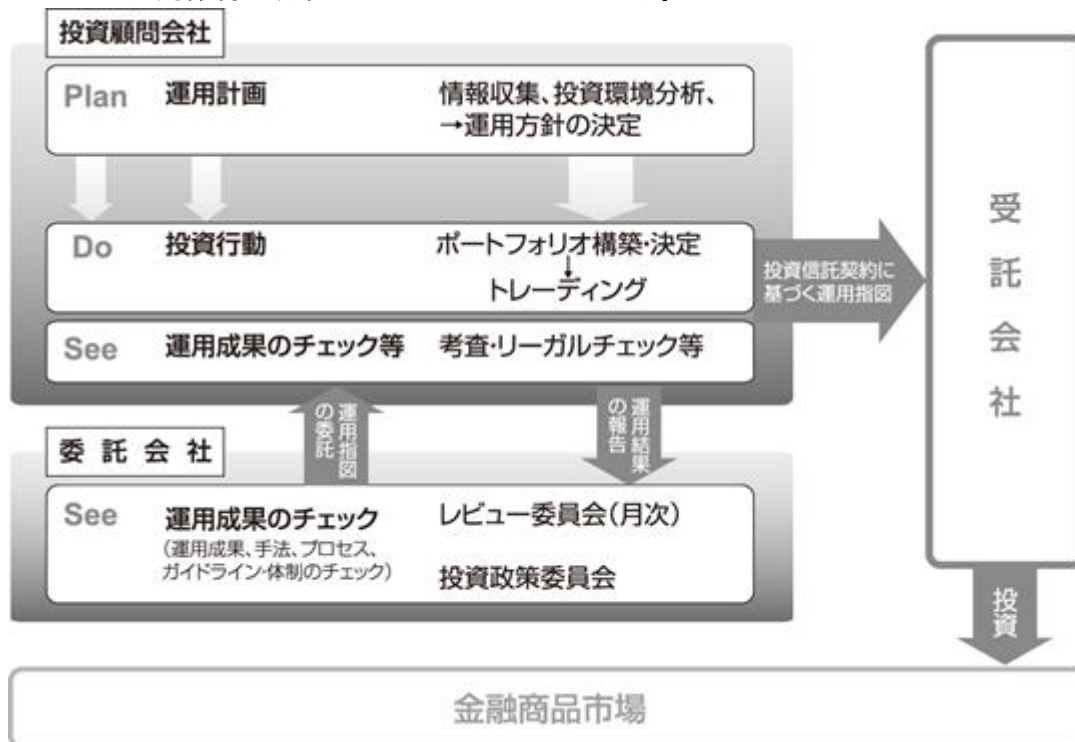 投資顧問会社
Plan 運用計画 情報収集、投資環境分析、
→運用方針の決定
Do 投資行動 ポートフォリオ構築・決定
トレーディング
投資信託契約に
基づく運用指図
See 運用成果のチェック等 考査・リーガルチェック等
受託会社
運用指図
の委託
運用結果
の報告
委託会社
See 運用成果のチェック レビュー委員会(月次)
(運用成果、手法、プロセス、
ガイドライン・体制のチェック)
投資政策委員会
投資
金融商品市場